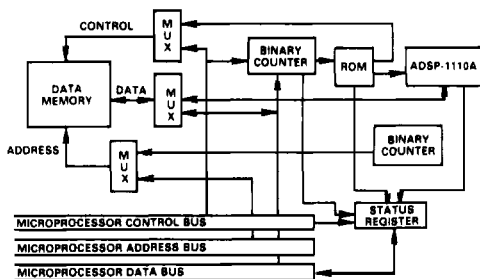 CONTROL
MUX
BINARY
COUNTER
ROM
ADSP-1110A
DATA
MEMORY
DATA
MUX
BINARY
COUNTER
ADDRESS
MUX
STATUS
REGISTER
MICROPROCESSOR CONTROL BUS
MICROPROCESSOR ADDRESS BUS
MICROPROCESSOR DATA BUS